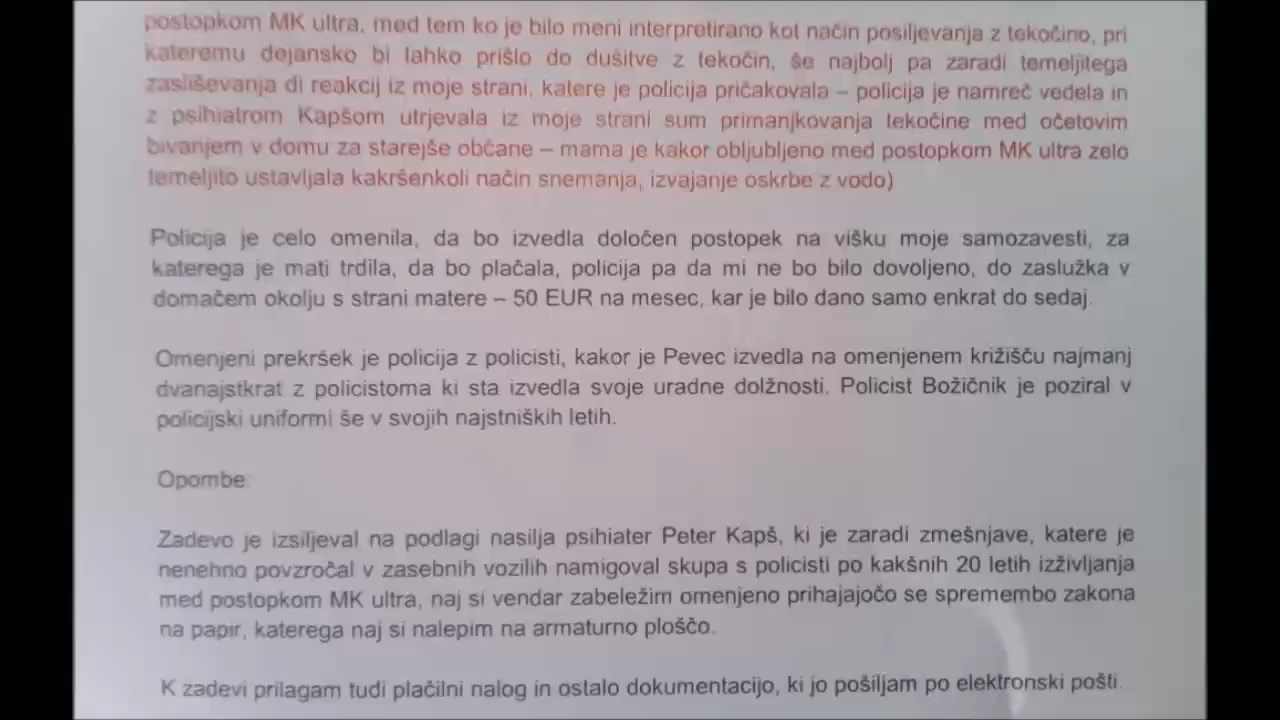 postopkom MK ultra, med tem ko je bilo meni interpretirano kot način posiljevanja z tekočino, pri
kateremu dejansko bi lahko prišlo do dušitve z tekočin, še najbolj pa zaradi temeljitega
zasliševanja di reakcij iz moje strani, katere je policija pričakovala – policija je namreč vedela in
z psihiatrom Kapšom utrjevala iz moje strani sum primanjkovanja tekočine med očetovim
bivanjem v domu za starejše občane – mama je kakor obljubljeno med postopkom MK ultra zelo
temeljito ustavljala kakršenkoli način snemanja, izvajanje oskrbe z vodo)
Policija je celo omenila, da bo izvedla določen postopek na višku moje samozavesti, za
katerega je mati trdila, da bo plačala, policija pa da mi ne bo bilo dovoljeno, do zaslužka v
domačem okolju s strani matere – 50 EUR na mesec, kar je bilo dano samo enkrat do sedaj.
Omenjeni prekršek je policija z policisti, kakor je Pevec izvedla na omenjenem križišču najmanj
dvanajstkrat z policistoma ki sta izvedla svoje uradne dolžnosti. Policist Božičnik je poziral v
policijski uniformi še v svojih najstniških letih.
Opombe:
Zadevo je izsiljeval na podlagi nasilja psihiater Peter Kapš, ki je zaradi zmešnjave, katere je
nenehno povzročal v zasebnih vozilih namigoval skupa s policisti po kakšnih 20 letih izživljanja
med postopkom MK ultra, naj si vendar zabeležim omenjeno prihajajočo se spremembo zakona
na papir, katerega naj si nalepim na armaturno ploščo.
K zadevi prilagam tudi plačilni nalog in ostalo dokumentacijo, ki jo pošiljam po elektronski pošti.